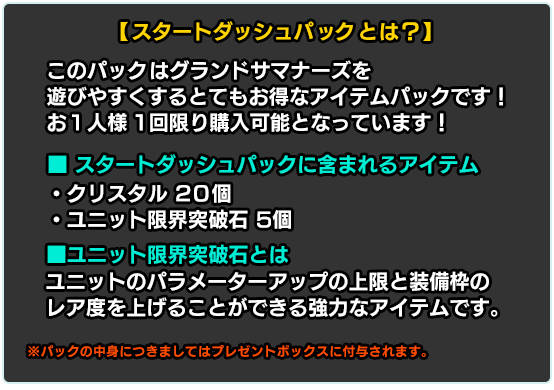 【スタートダッシュパックとは？】
このパックはグランドサマナーズを
遊びやすくするとてもお得なアイテムパックです！
お１人様１回限り購入可能となっています！
■ スタートダッシュパックに含まれるアイテム
・クリスタル 20個
・ユニット限界突破石 5個
■ユニット限界突破石とは
ユニットのパラメーターアップの上限と装備枠の
レア度を上げることができる強力なアイテムです。
※パックの中身につきましてはプレゼントボックスに付与されます。